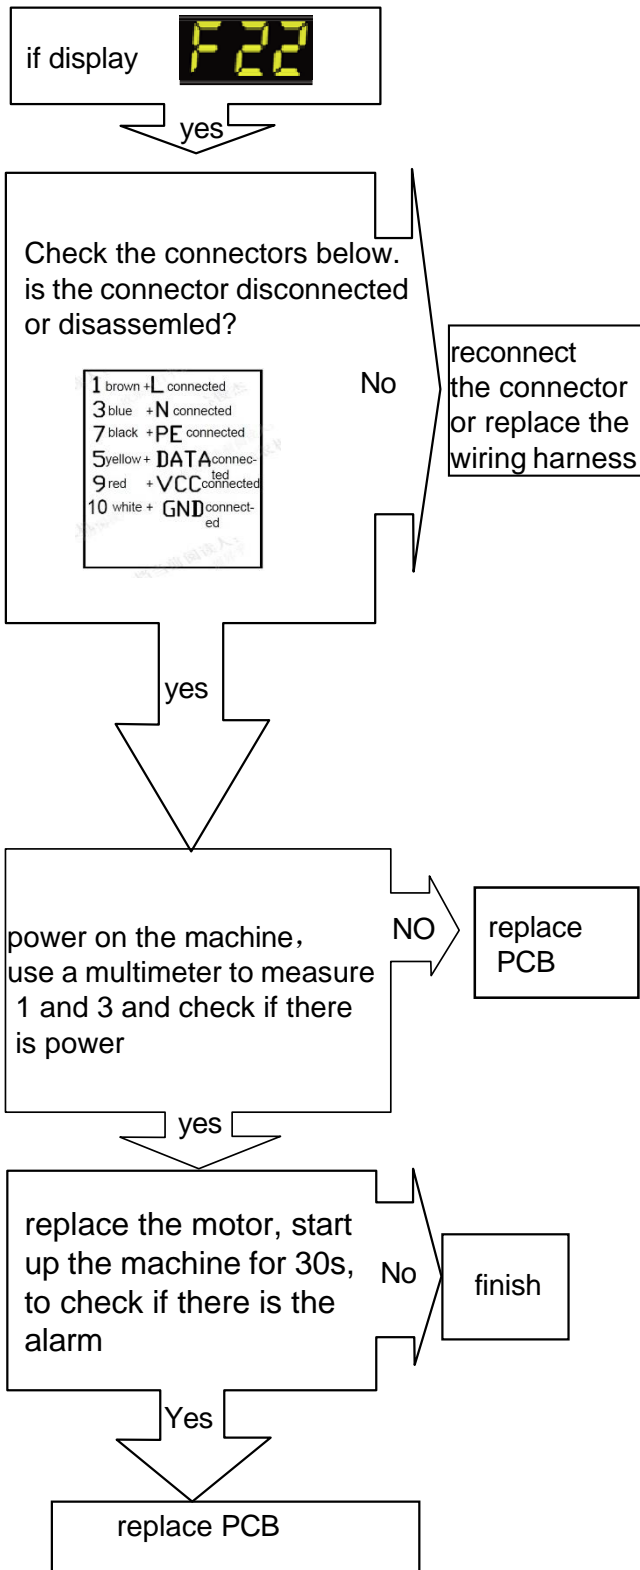 if display F22
yes
Check the connectors below.
is the connector disconnected
or disassemled?
1 brown +L connected
3 blue +N connected
7 black +PE connected
5 yellow+ DATA connec-
ted
9 red +VCC connected
10 white + GND connect-
ed
No
reconnect
the connector
or replace the
wiring harness
yes
power on the machine，
use a multimeter to measure
1 and 3 and check if there
is power
NO
replace
PCB
yes
replace the motor, start
up the machine for 30s,
to check if there is the
alarm
No
finish
Yes
replace PCB